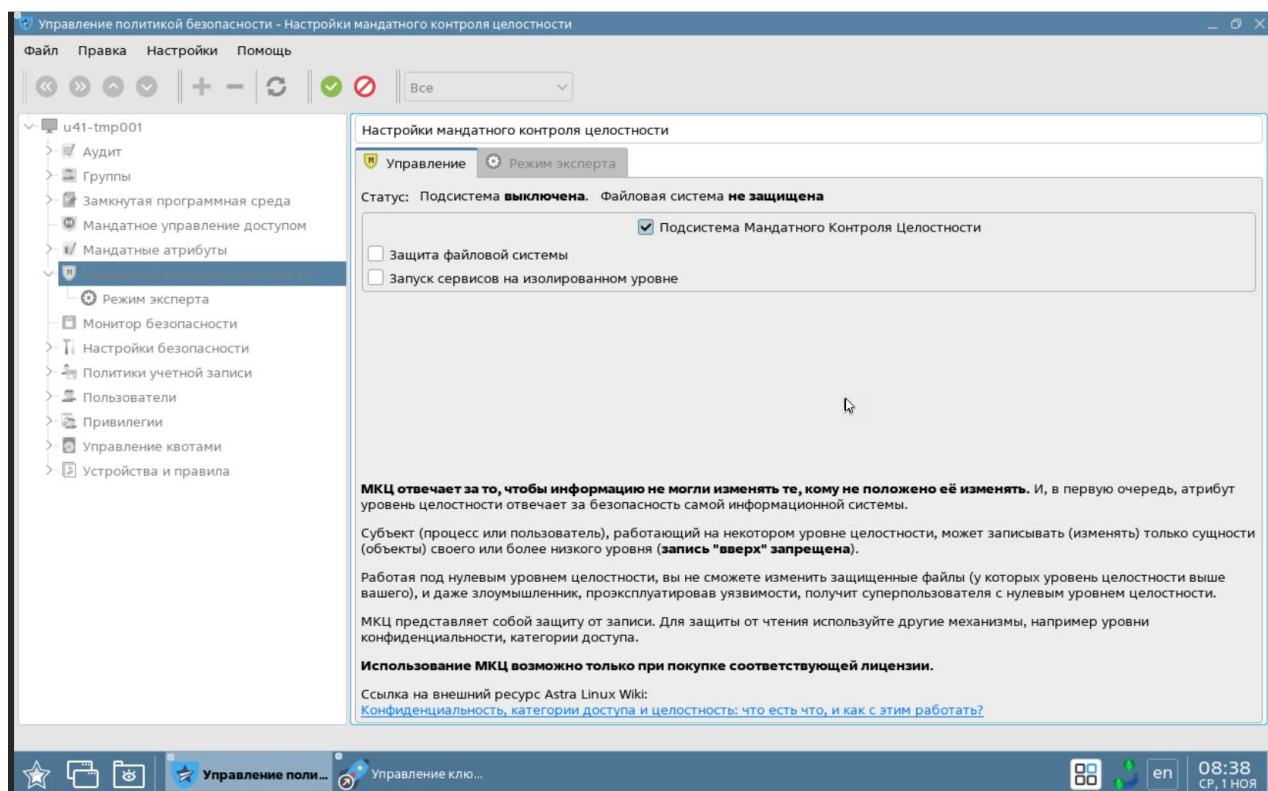 Управление политикой безопасности - Настройки мандатного контроля целостности
Файл Правка Настройки Помощь
Все
u41-tmp001
Аудит
Группы
Замкнутая программная среда
Мандатное управление доступом
Мандатные атрибуты
Мандатный контроль целостности
Режим эксперта
Монитор безопасности
Настройки безопасности
Политики учетной записи
Пользователи
Привилегии
Управление квотами
Устройства и правила
Настройки мандатного контроля целостности
Управление Режим эксперта
Статус: Подсистема выключена. Файловая система не защищена
Подсистема Мандатного Контроля Целостности
Защита файловой системы
Запуск сервисов на изолированном уровне
МКЦ отвечает за то, чтобы информацию не могли изменять те, кому не положено её изменять. И, в первую очередь, атрибут
уровень целостности отвечает за безопасность самой информационной системы.
Субъект (процесс или пользователь), работающий на некотором уровне целостности, может записывать (изменять) только сущности
(объекты) своего или более низкого уровня (запись "вверх" запрещена).
Работая под нулевым уровнем целостности, вы не сможете изменить защищенные файлы (у которых уровень целостности выше
вашего), и даже злоумышленник, проэксплуатировав уязвимости, получит суперпользователя с нулевым уровнем целостности.
МКЦ представляет собой защиту от записи. Для защиты от чтения используйте другие механизмы, например уровни
конфиденциальности, категории доступа.
Использование МКЦ возможно только при покупке соответствующей лицензии.
Ссылка на внешний ресурс Astra Linux Wiki:
Конфиденциальность, категории доступа и целостность: что есть что, и как с этим работать?
Управление поли...
Управление клю...
en
08:38
СР, 1 НОЯ